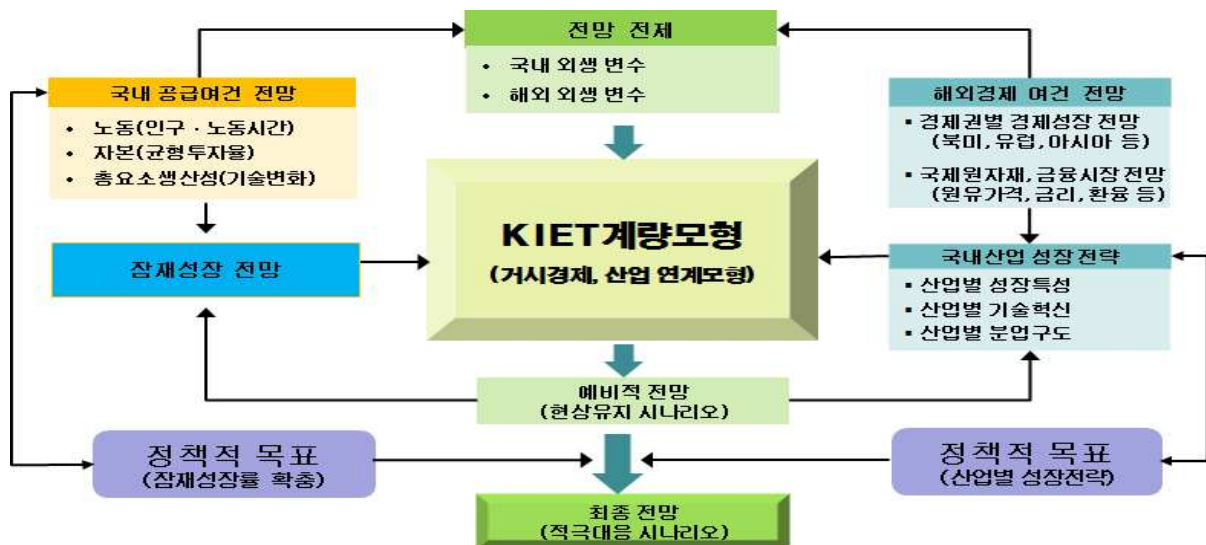 전망 전제
• 국내 외생 변수
• 해외 외생 변수
국내 공급여건 전망
• 노동(인구 · 노동시간)
• 자본(균형투자율)
• 총요소생산성(기술변화)
해외경제 여건 전망
▪ 경제권별 경제성장 전망
(북미, 유럽, 아시아 등)
▪ 국제원자재, 금융시장 전망
(원유가격, 금리, 환율 등)
잠재성장 전망
KIET계량모형
(거시경제, 산업 연계모형)
국내산업 성장전략
▪ 산업별 성장특성
▪ 산업별 기술혁신
▪ 산업별 분업구도
예비적 전망
(현상유지 시나리오)
정책적 목표
(잠재성장률 확충)
정책적 목표
(산업별 성장전략)
최종 전망
(적극대응 시나리오)